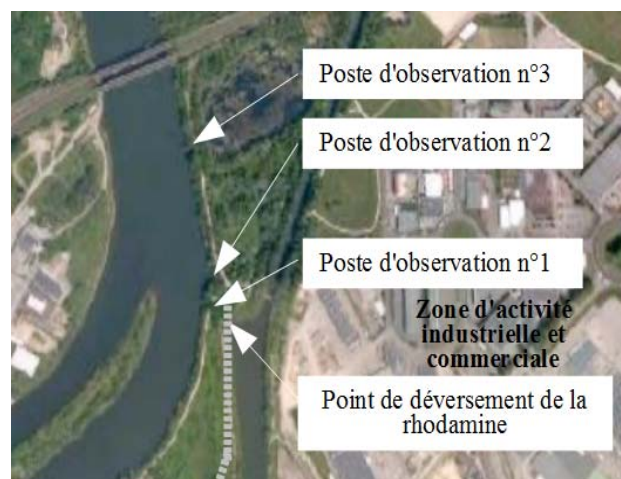 Poste d'observation n°3
Poste d'observation n°2
Poste d'observation n°1
Zone d'activité
industrielle et
commerciale
Point de déversement de la
rhodamine